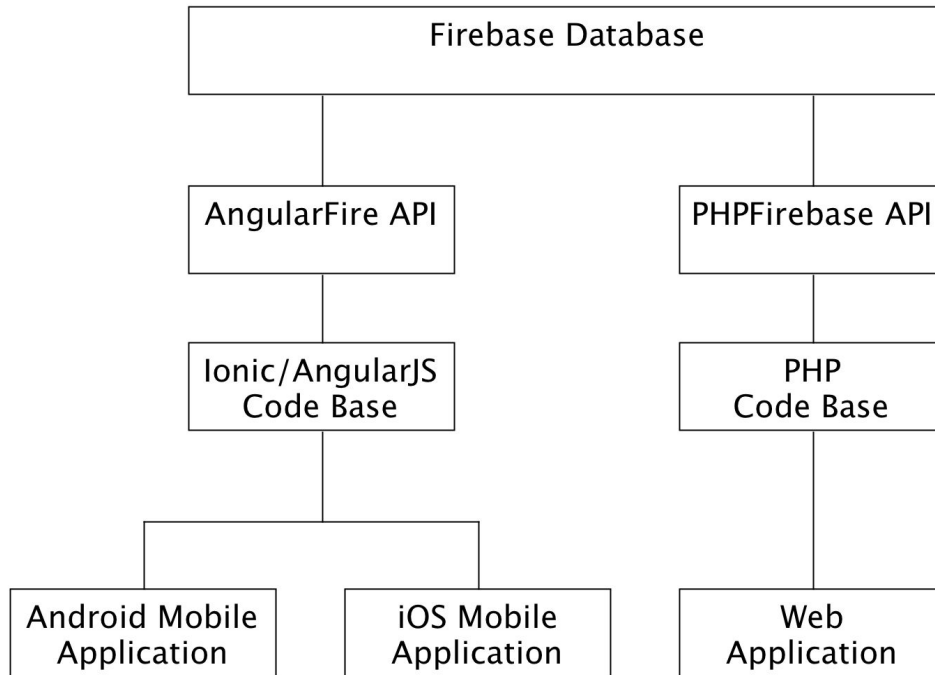 Firebase Database
AngularFire API
PHPFirebase API
Ionic/AngularJS
Code Base
PHP
Code Base
Android Mobile
Application
iOS Mobile
Application
Web
Application